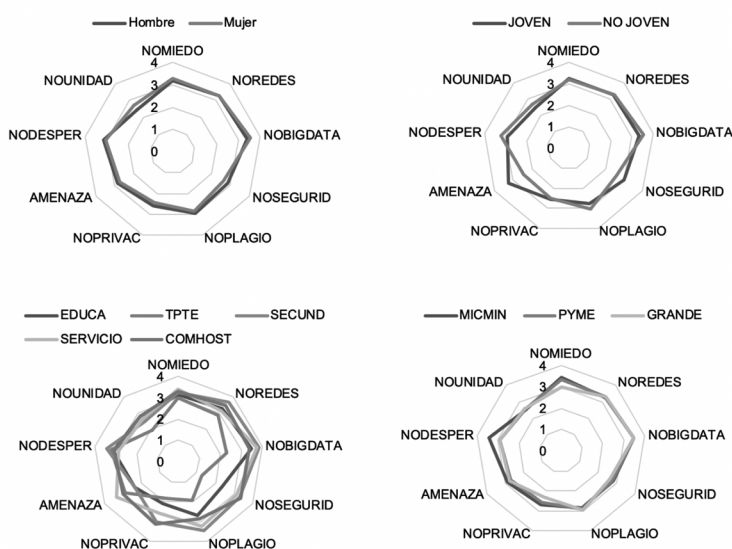 Hombre Mujer
NOMIEDO
4
NOUNIDAD NOREDES
3
2
NODESPER 1 NOBIGDATA
0
AMENAZA NOSEGURID
NOPRIVAC NOPLAGIO
JOVEN NO JOVEN
NOMIEDO
4
NOUNIDAD NOREDES
3
2
NODESPER 1 NOBIGDATA
0
AMENAZA NOSEGURID
NOPRIVAC NOPLAGIO
EDUCA TPTE SECUND
SERVICIO COMHOST
NOMIEDO
4
NOUNIDAD NOREDES
3
2
NODESPER 1 NOBIGDATA
0
AMENAZA NOSEGURID
NOPRIVAC NOPLAGIO
MICMIN PYME GRANDE
NOMIEDO
4
NOUNIDAD NOREDES
3
2
NODESPER 1 NOBIGDATA
0
AMENAZA NOSEGURID
NOPRIVAC NOPLAGIO